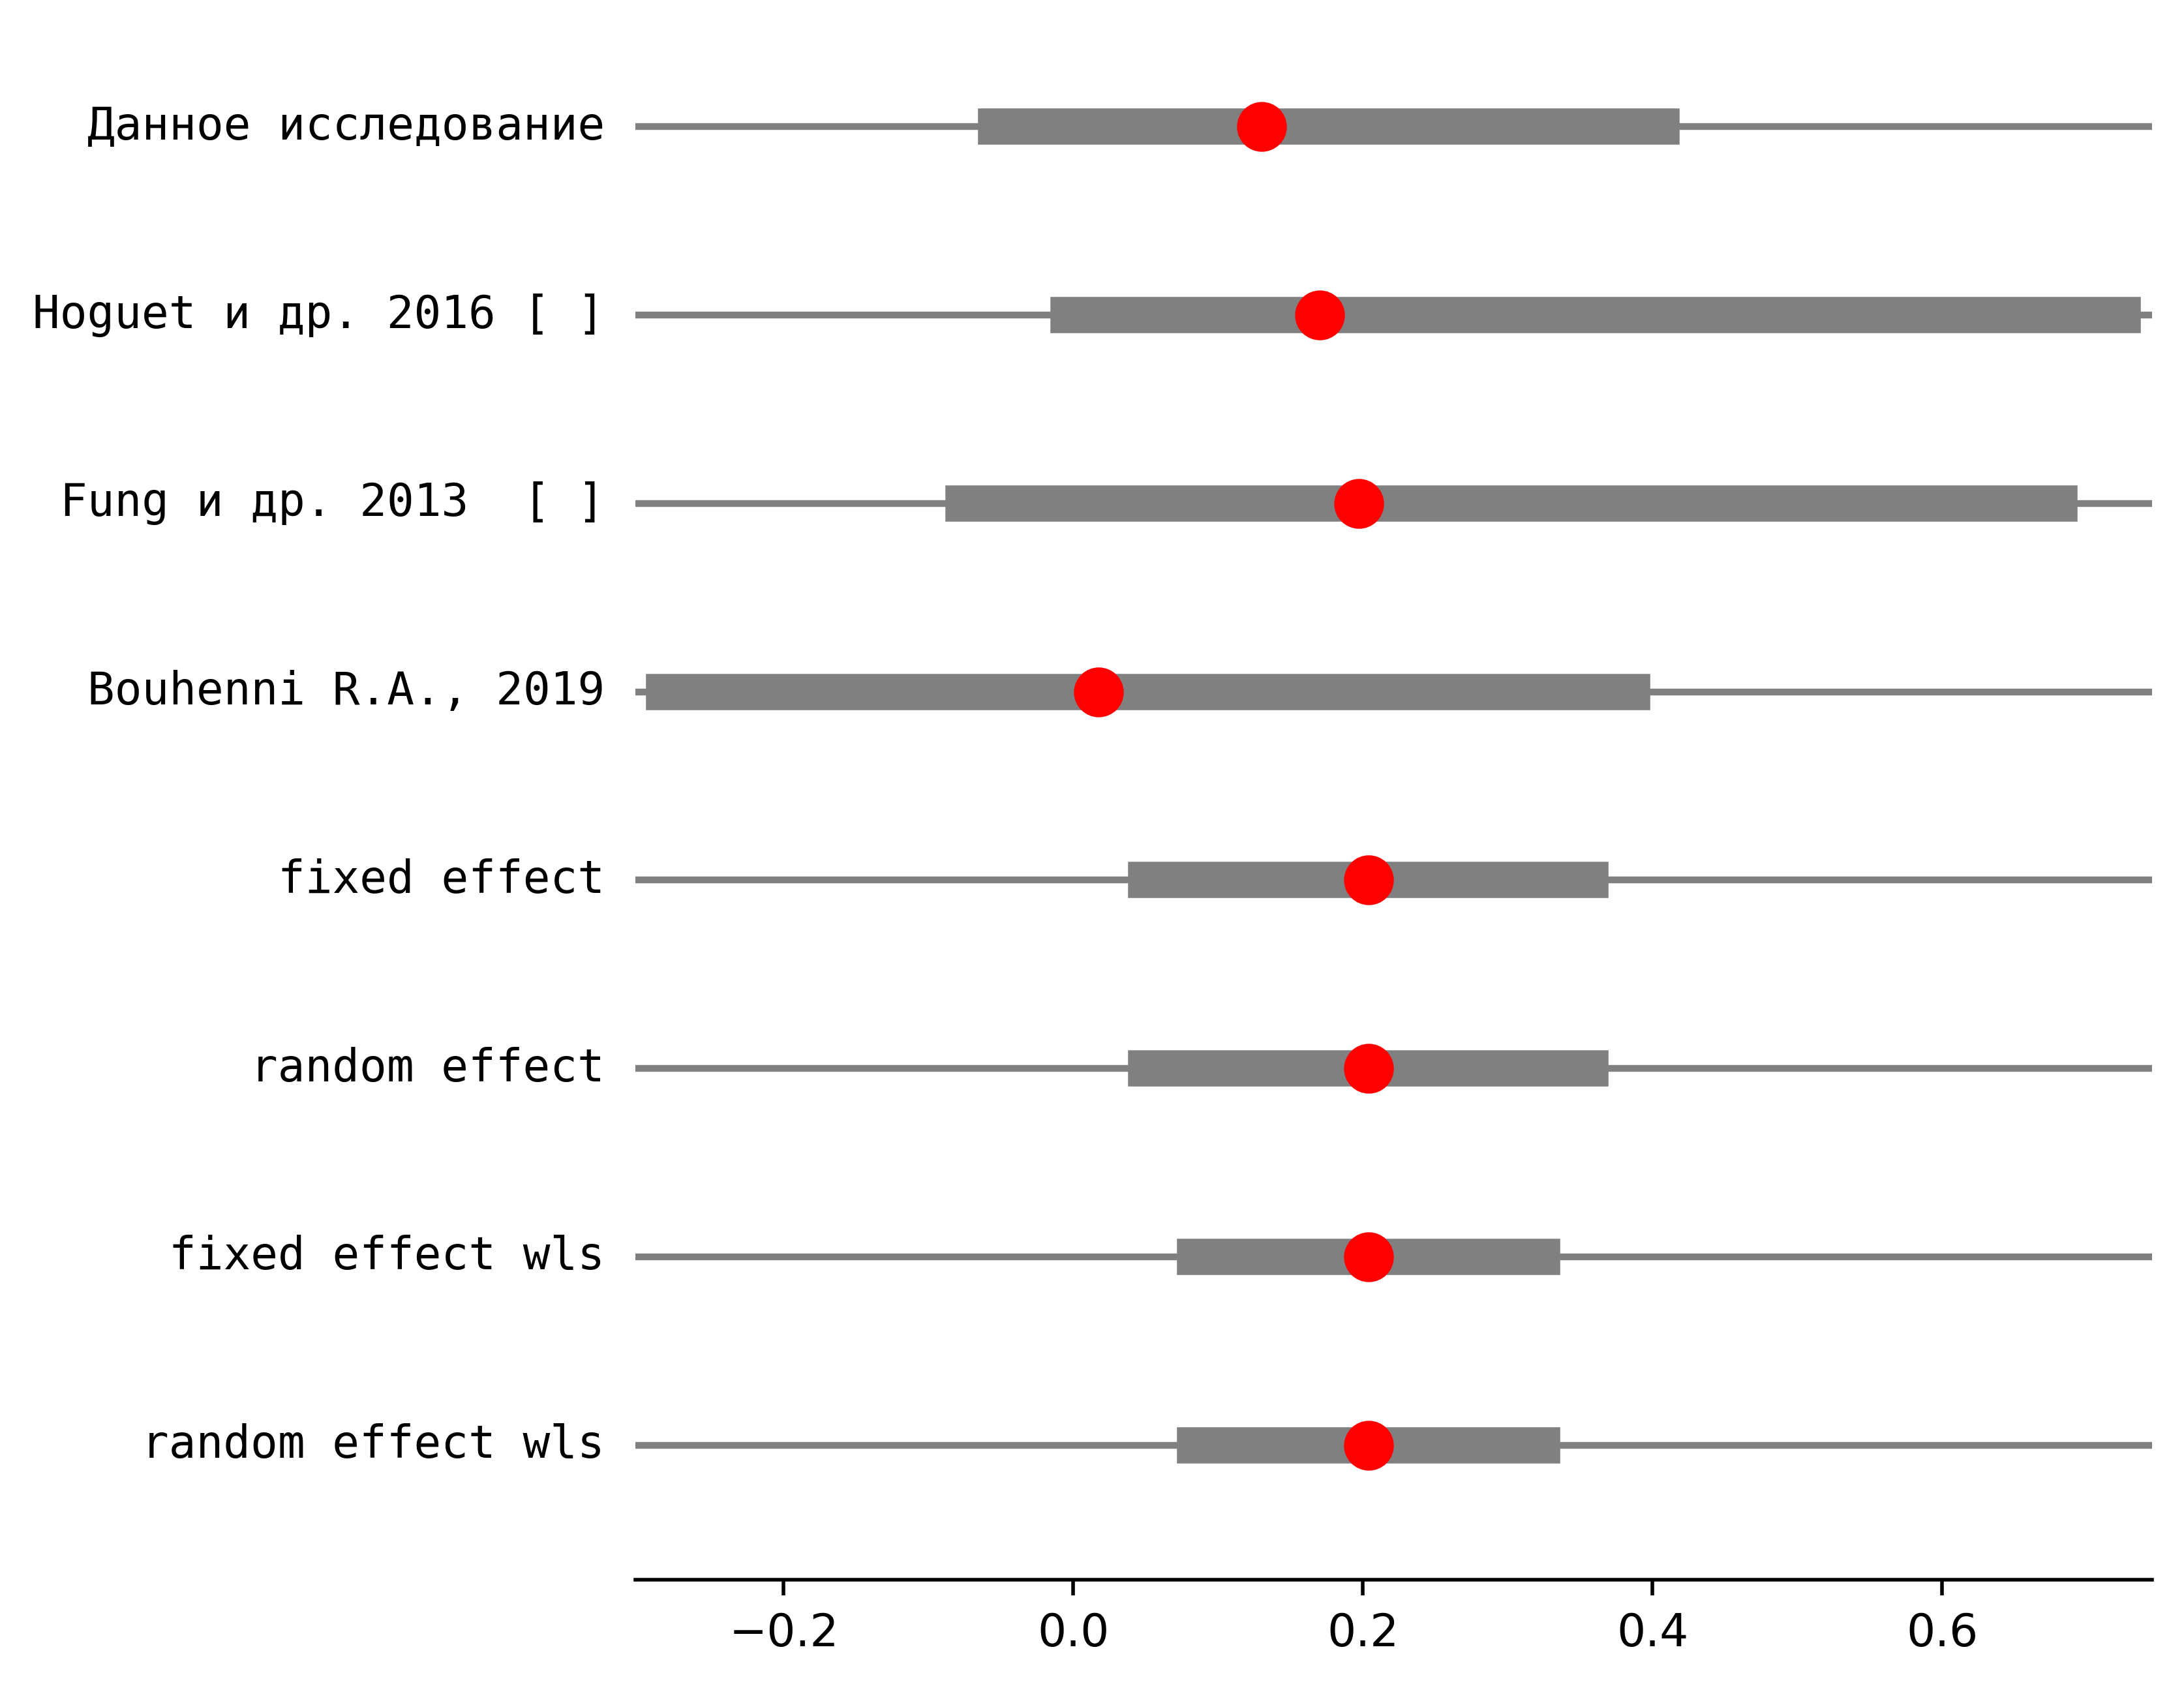 Данное исследование
Hoguet и др. 2016 [ ]
Fung и др. 2013  [ ]
Bouhenni R.A., 2019
fixed effect
random effect
fixed effect wls
random effect wls
−0.2 0.0 0.2 0.4 0.6